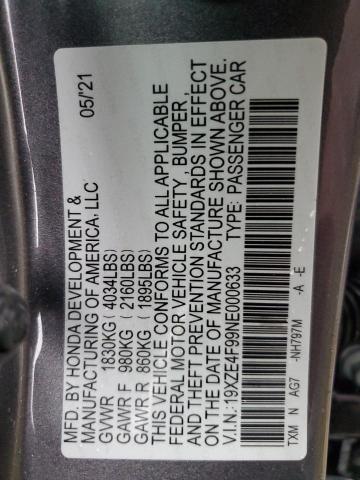 MFD. BY HONDA DEVELOPMENT & 05/'21
MANUFACTURING OF AMERICA, LLC
GVWR 1830KG ( 4034LBS)
GAWR F 980KG ( 2160LBS)
GAWR R 860KG ( 1895LBS)
THIS VEHICLE CONFORMS TO ALL APPLICABLE
FEDERAL MOTOR VEHICLE SAFETY, BUMPER ,
AND THEFT PREVENTION STANDARDS IN EFFECT
ON THE DATE OF MANUFACTURE SHOWN ABOVE.
V.I.N.: 19XZE4F99NE000633 TYPE: PASSENGER CAR
TXM N AG7 -NH797M -A -E